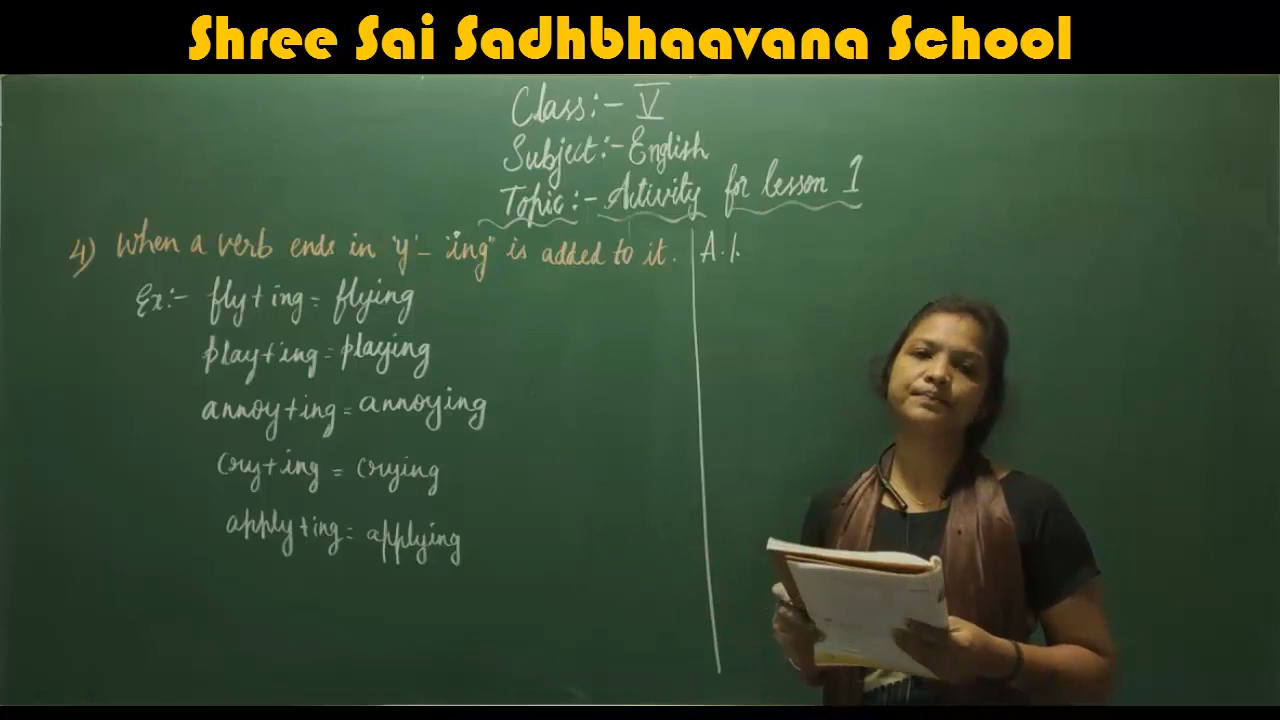 Shree Sai Sadhbhaavana School
Class:- V
Subject:- English
Topic:- Activity for lesson 1
4) When a verb ends in 'y' - 'ing' is added to it.
Ex:- fly + ing = flying
play + ing = playing
annoy + ing = annoying
cry + ing = crying
apply + ing = applying
A.1.